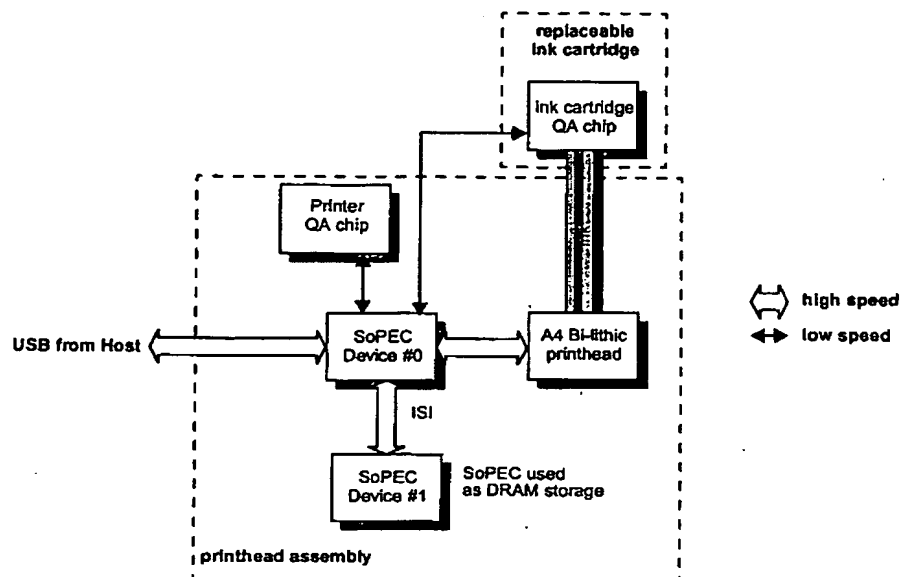 replaceable
ink cartridge
Ink cartridge
QA chip
Printer
QA chip
INK
high speed
low speed
USB from Host
SoPEC
Device #0
A4 Bi-lithic
printhead
ISI
SoPEC
Device #1
SoPEC used
as DRAM storage
printhead assembly